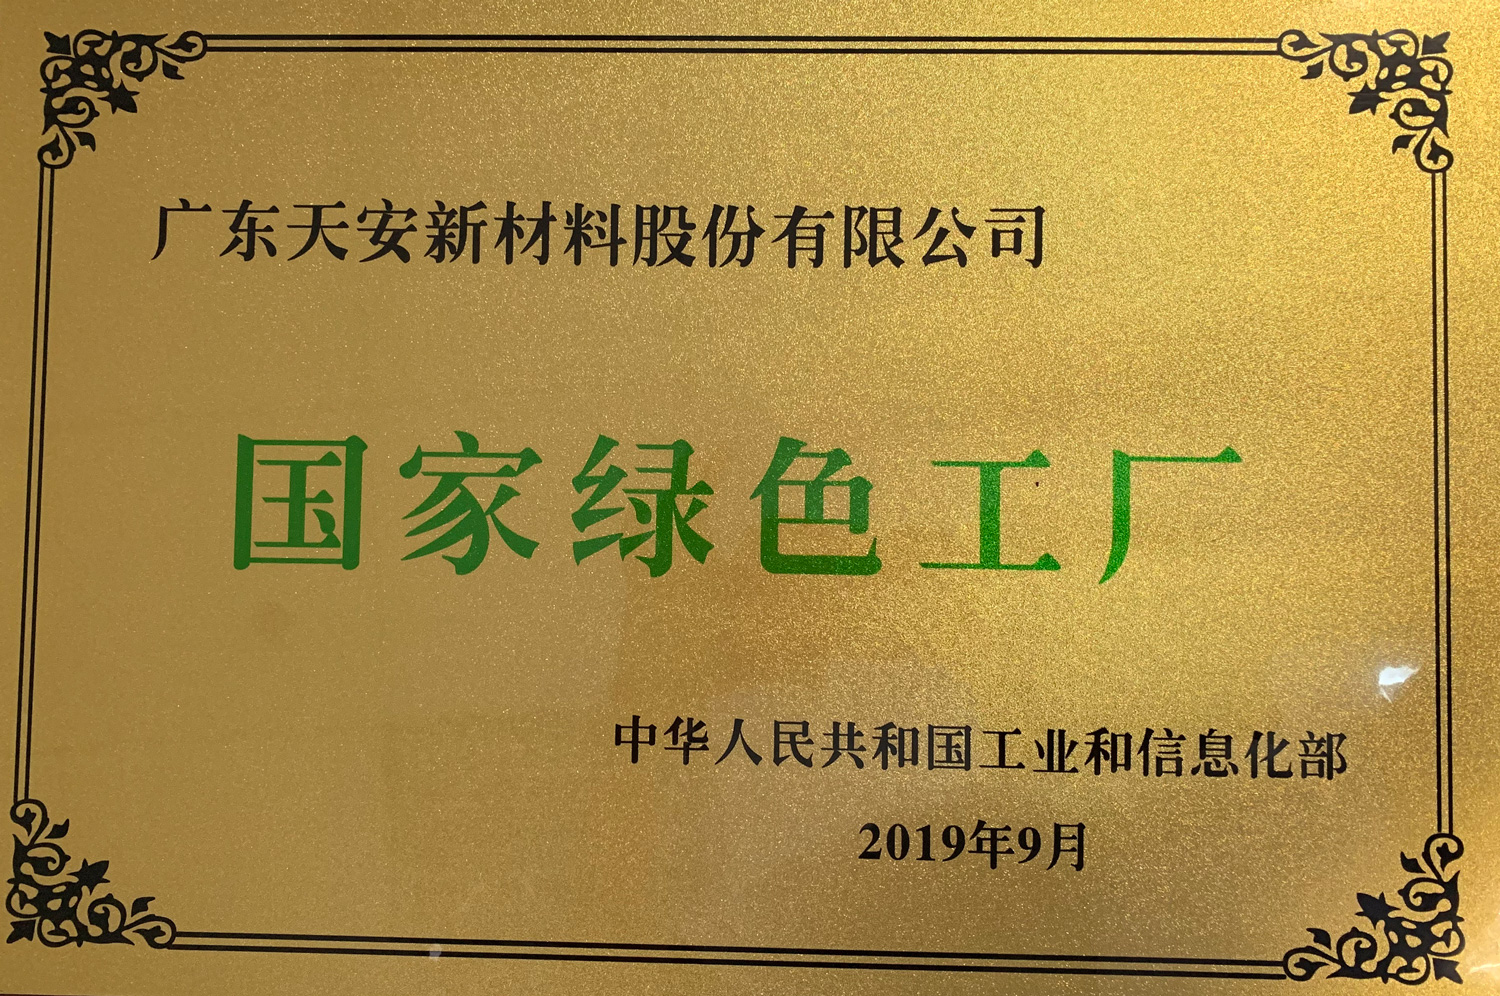 广东天安新材料股份有限公司
国家绿色工厂
中华人民共和国工业和信息化部
2019年9月